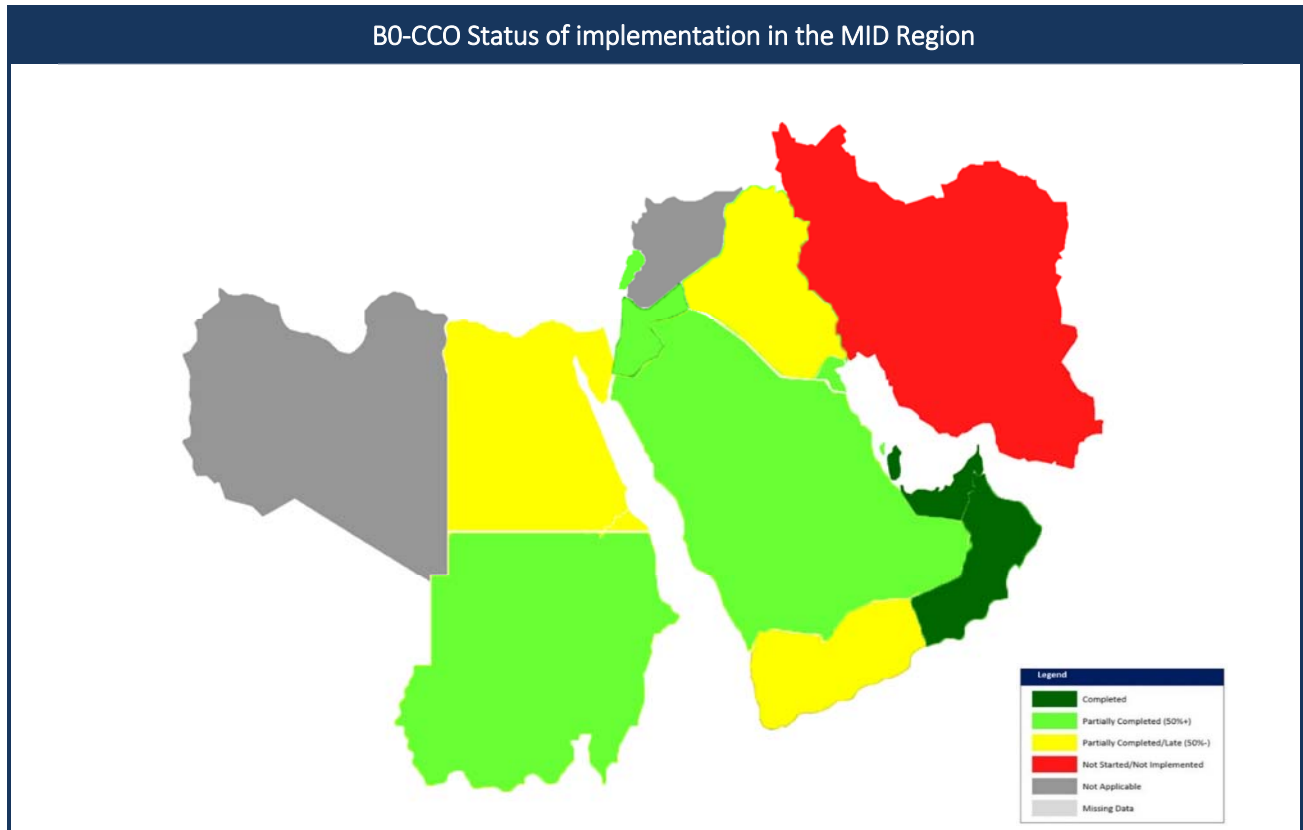 B0-CCO Status of implementation in the MID Region
Legend
Completed
Partially Completed (50%+)
Partially Completed/Late (50%-)
Not Started/Not Implemented
Not Applicable
Missing Data